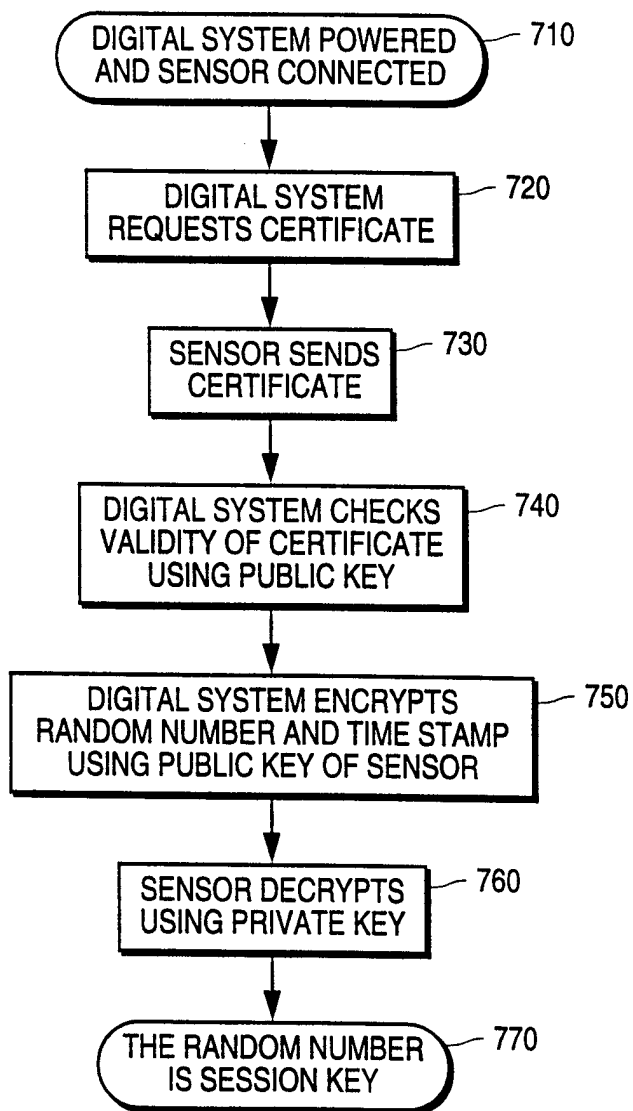 DIGITAL SYSTEM POWERED
AND SENSOR CONNECTED
710
DIGITAL SYSTEM
REQUESTS CERTIFICATE
720
SENSOR SENDS
CERTIFICATE
730
DIGITAL SYSTEM CHECKS
VALIDITY OF CERTIFICATE
USING PUBLIC KEY
740
DIGITAL SYSTEM ENCRYPTS
RANDOM NUMBER AND TIME STAMP
USING PUBLIC KEY OF SENSOR
750
SENSOR DECRYPTS
USING PRIVATE KEY
760
THE RANDOM NUMBER
IS SESSION KEY
770